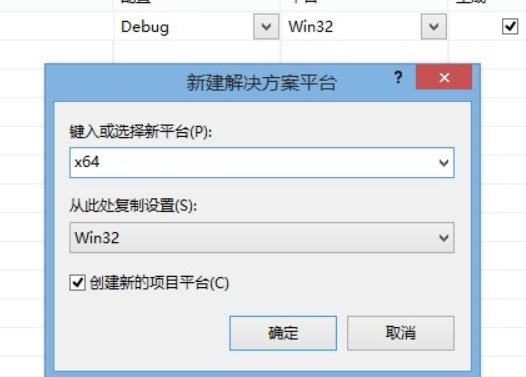 Debug Win32
新建解决方案平台 ?
键入或选择新平台(P):
x64
从此处复制设置(S):
Win32
创建新的项目平台(C)
确定 取消